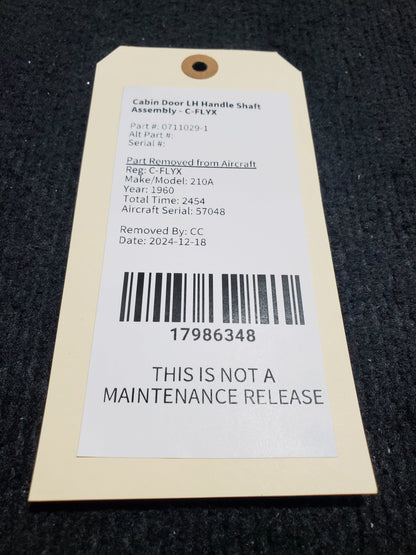 Cabin Door LH Handle Shaft
Assembly - C-FLYX
Part #: 0711029-1
Alt Part #:
Serial #:
Part Removed from Aircraft
Reg: C-FLYX
Make/Model: 210A
Year: 1960
Total Time: 2454
Aircraft Serial: 57048
Removed By: CC
Date: 2024-12-18
17986348
THIS IS NOT A
MAINTENANCE RELEASE